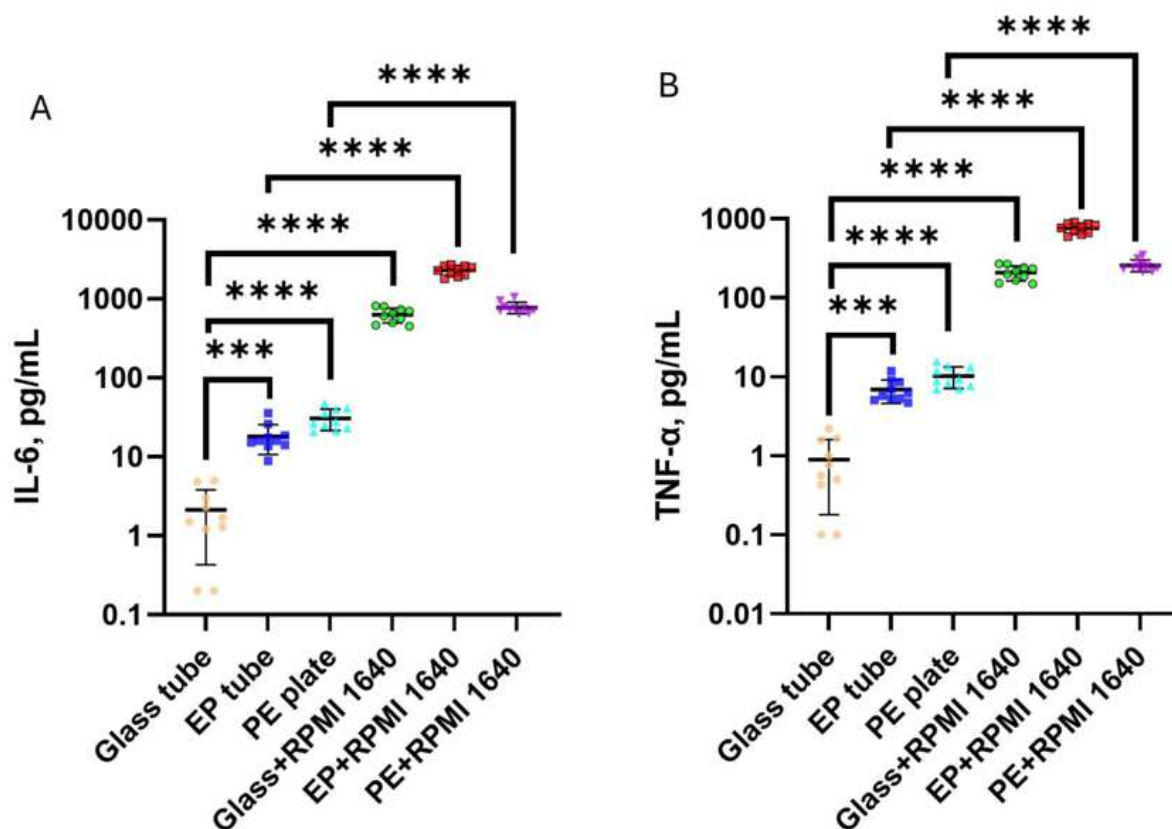 A
****
****
****
****
***
10000
1000
100
10
1
0.1
IL-6, pg/mL
Glass tube
EP tube
PE plate
Glass+RPMI 1640
EP+RPMI 1640
PE+RPMI 1640
B
****
****
****
****
***
1000
100
10
1
0.1
0.01
TNF-α, pg/mL
Glass tube
EP tube
PE plate
Glass+RPMI 1640
EP+RPMI 1640
PE+RPMI 1640